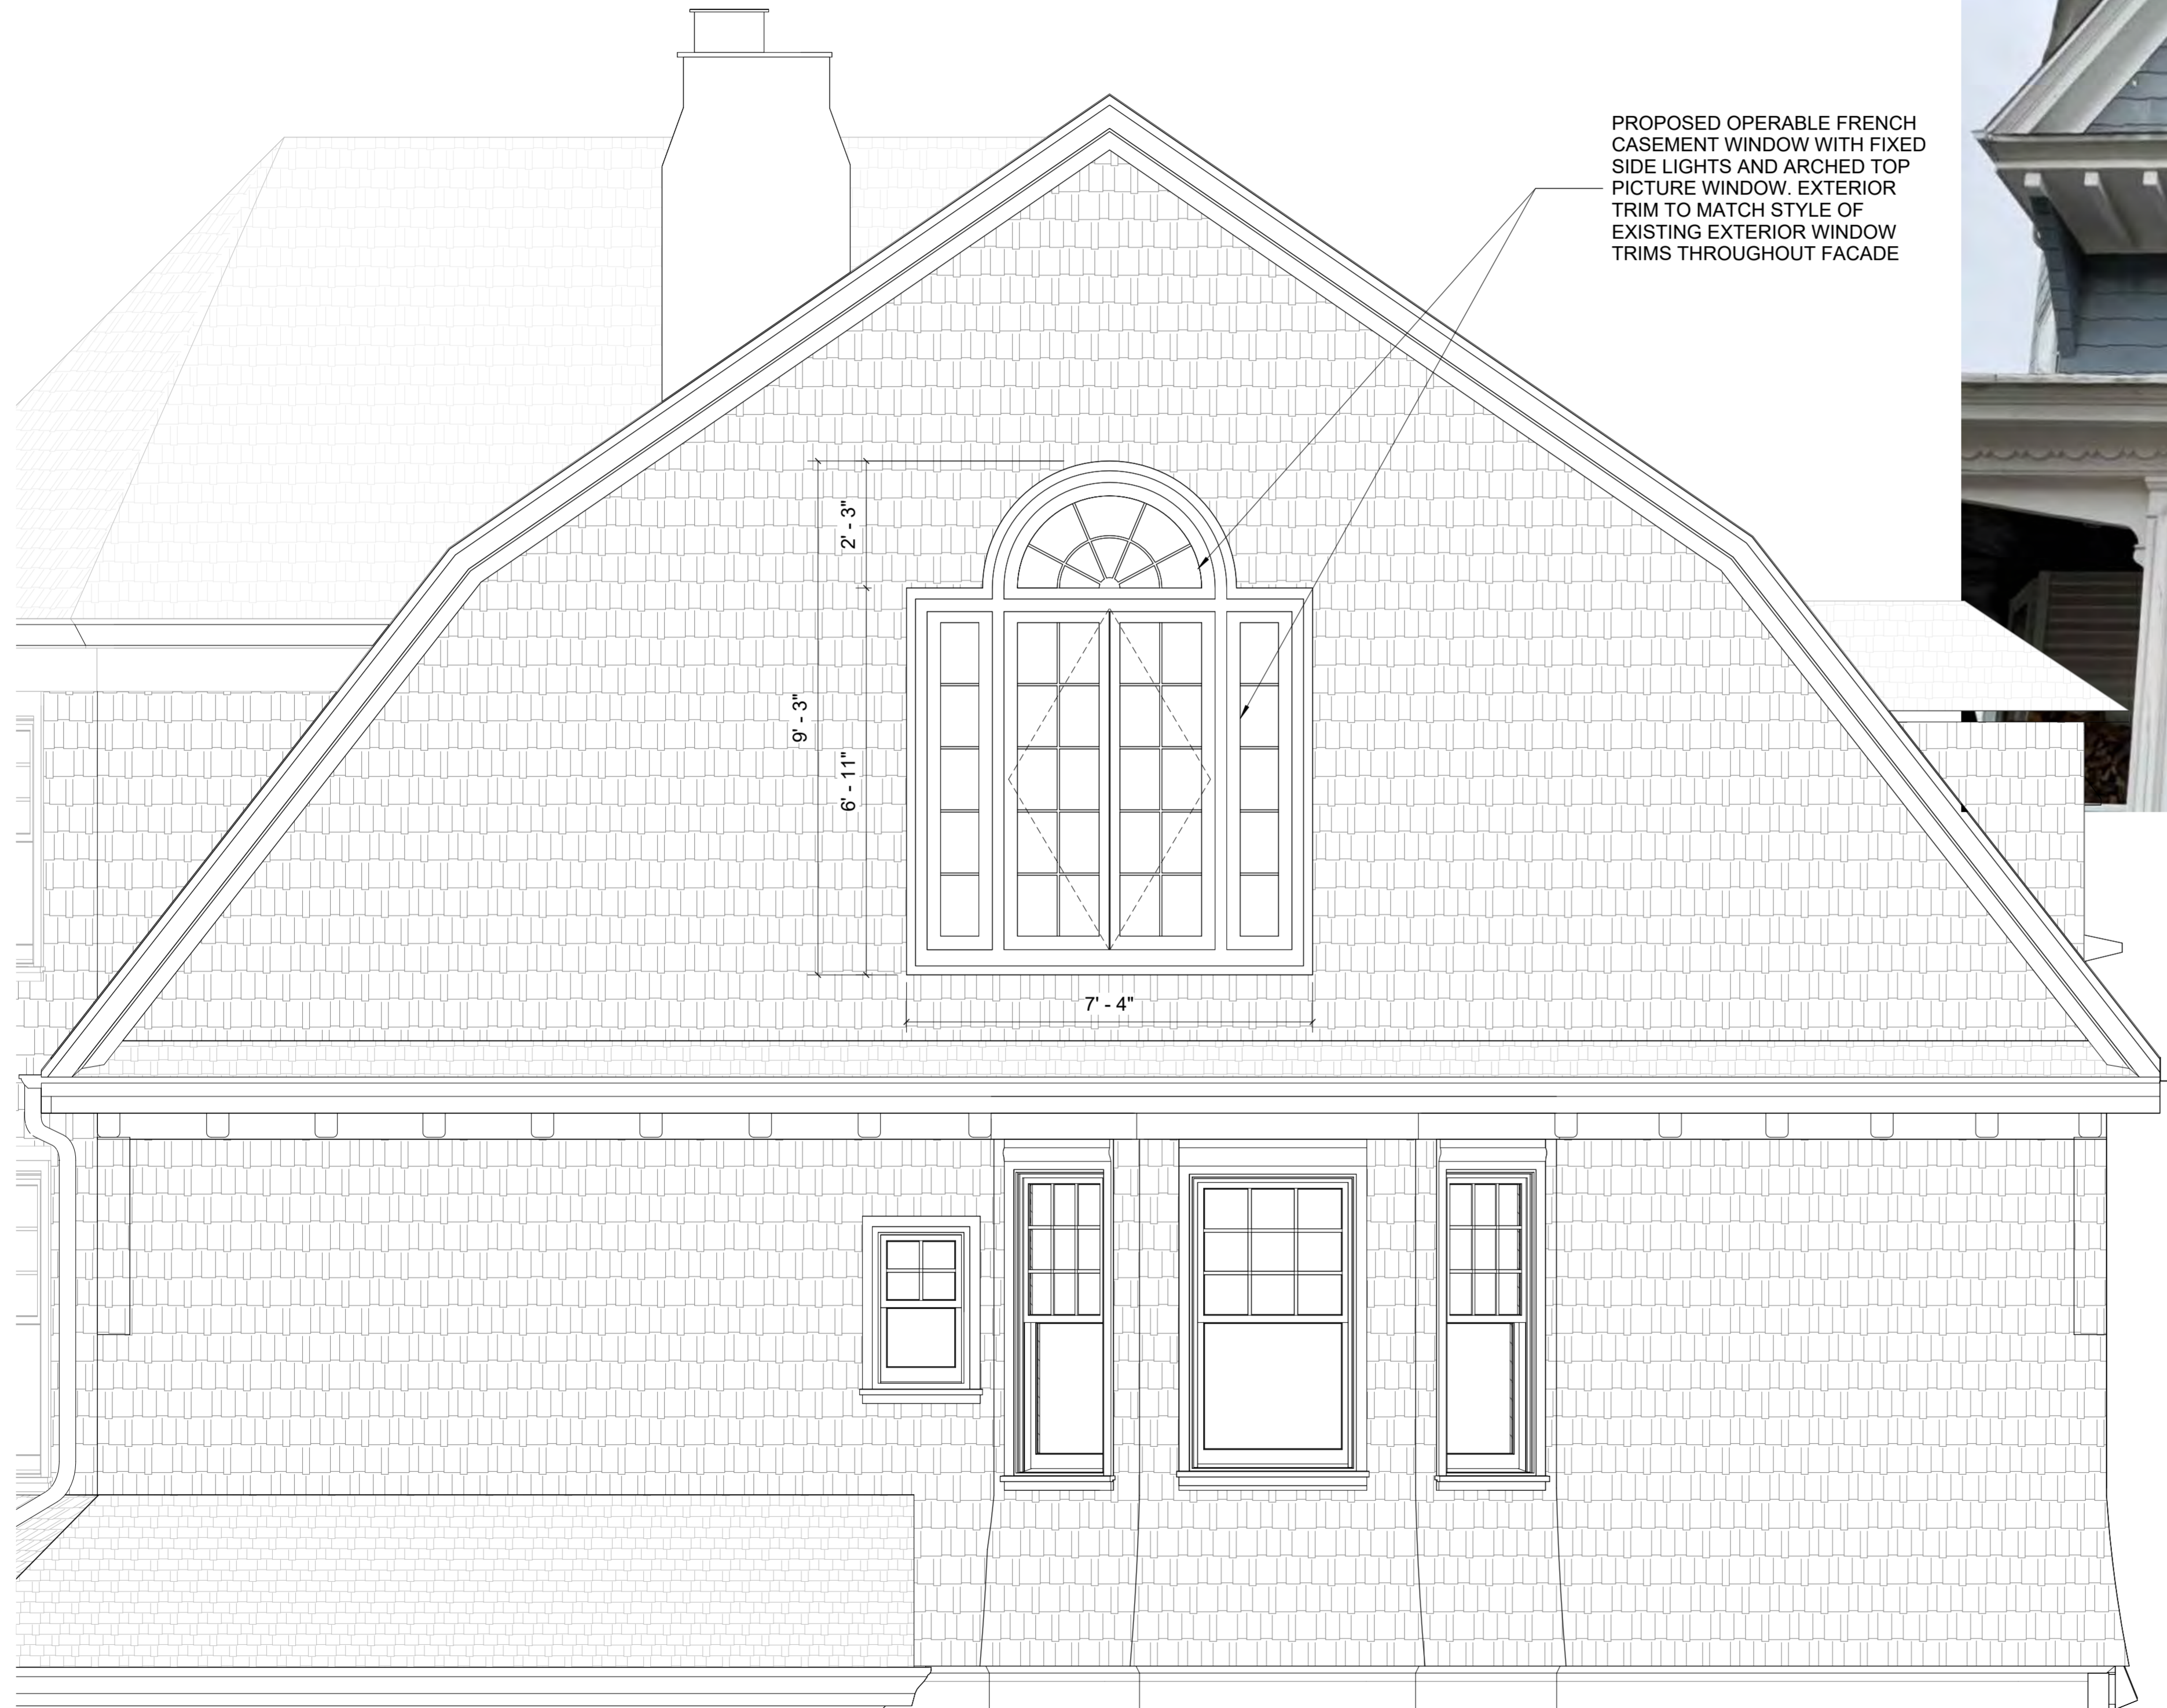 PROPOSED OPERABLE FRENCH
CASEMENT WINDOW WITH FIXED
SIDE LIGHTS AND ARCHED TOP
PICTURE WINDOW. EXTERIOR
TRIM TO MATCH STYLE OF
EXISTING EXTERIOR WINDOW
TRIMS THROUGHOUT FACADE
2' - 3"
9' - 3"
6' - 11"
7' - 4"